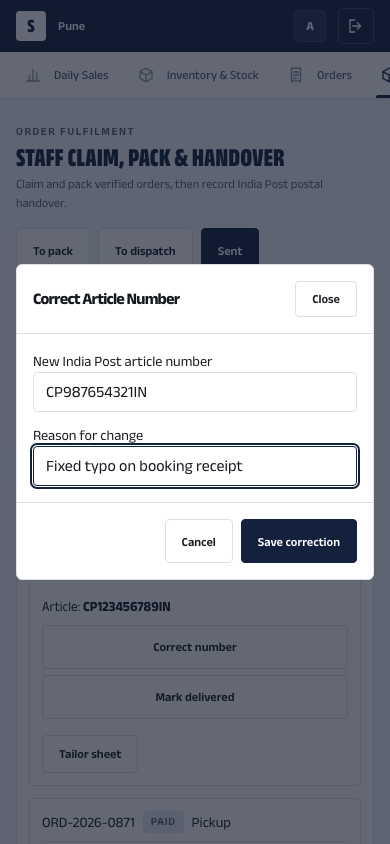 S Pune A
Daily Sales Inventory & Stock Orders
ORDER FULFILMENT
STAFF CLAIM, PACK & HANDOVER
Claim and pack verified orders, then record India Post postal
handover.
To pack To dispatch Sent
Correct Article Number Close
New India Post article number
CP987654321IN
Reason for change
Fixed typo on booking receipt
Cancel Save correction
Article: CP123456789IN
Correct number
Mark delivered
Tailor sheet
ORD-2026-0871 PAID Pickup